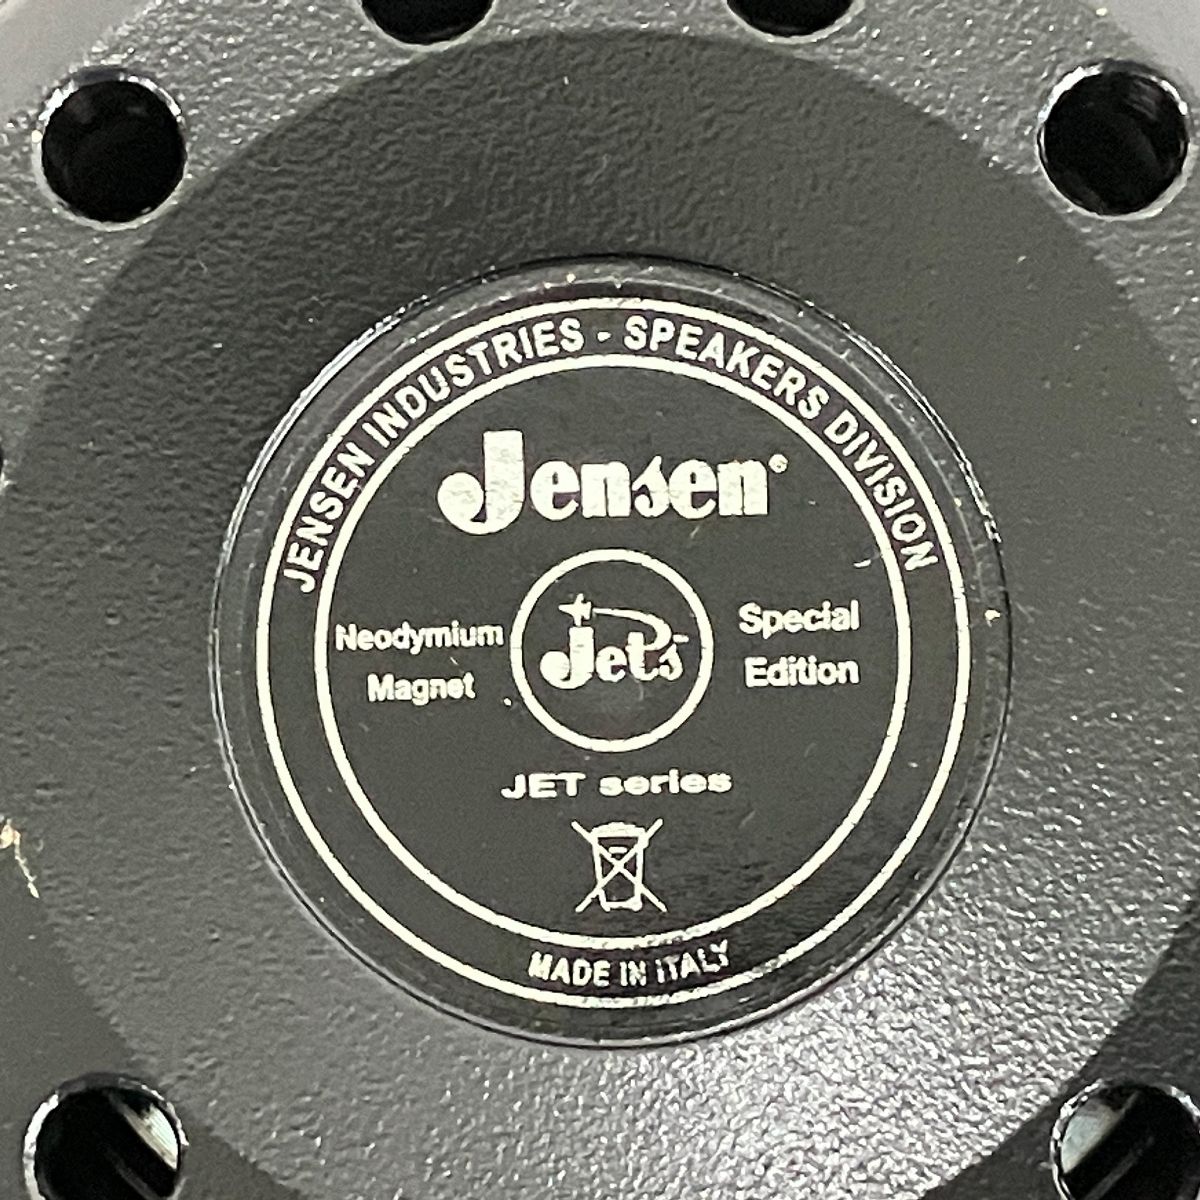 JENSEN INDUSTRIES - SPEAKERS DIVISION
Jensen®
Neodymium
Magnet
Jets
Special
Edition
JET series
MADE IN ITALY